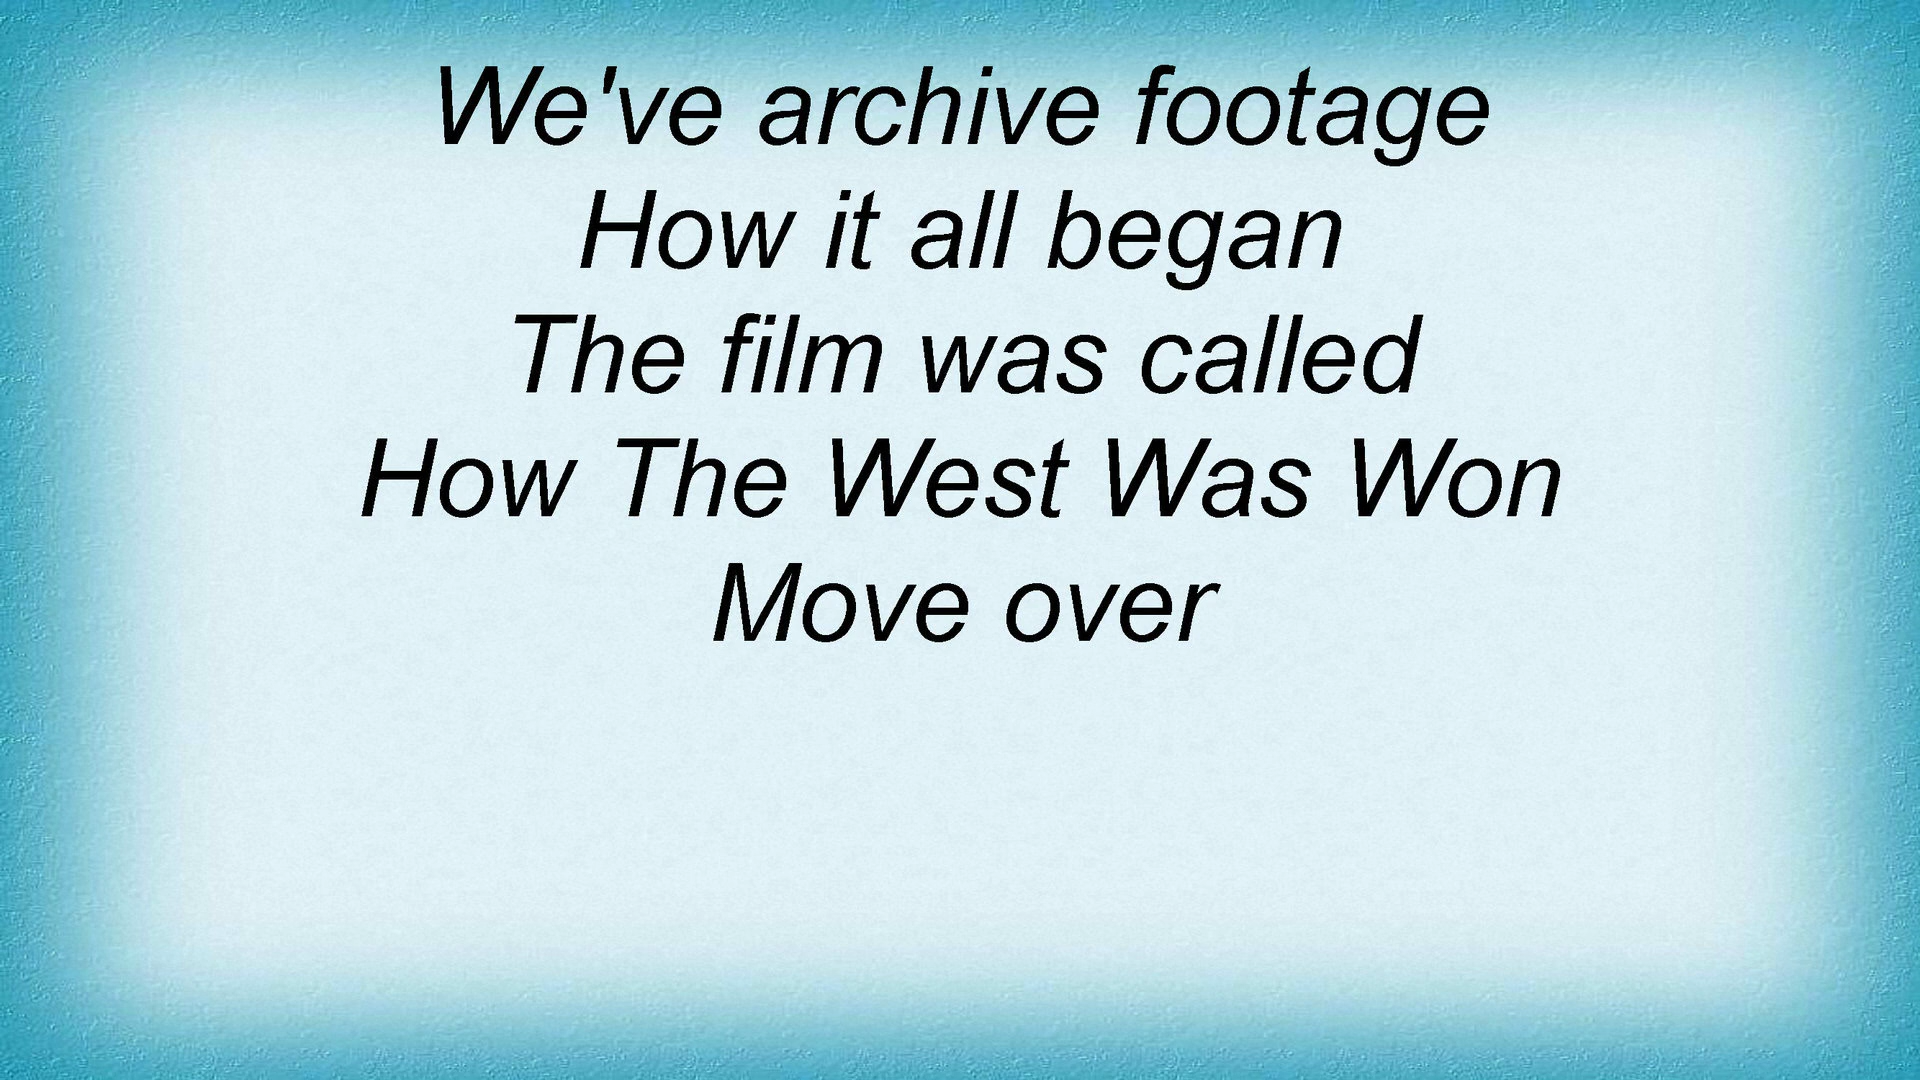 We've archive footage
How it all began
The film was called
How The West Was Won
Move over